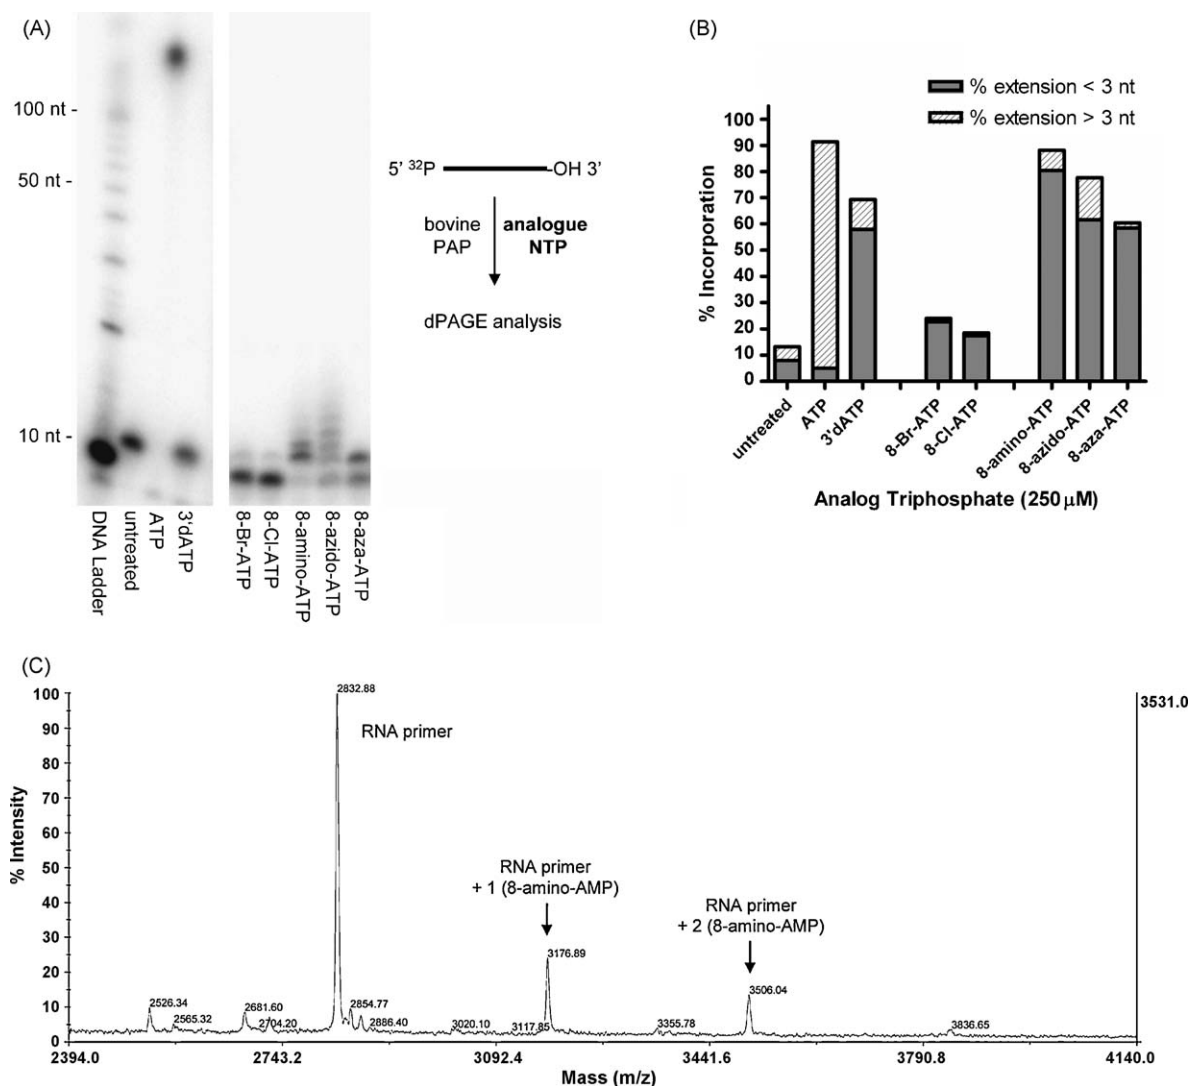 (A)
100 nt -
50 nt -
10 nt -
DNA Ladder
untreated
ATP
3'dATP
8-Br-ATP
8-Cl-ATP
8-amino-ATP
8-azido-ATP
8-aza-ATP
5' ³²P
-OH 3'
bovine PAP
analogue NTP
dPAGE analysis
(B)
% extension < 3 nt
% extension > 3 nt
% Incorporation
100
90
80
70
60
50
40
30
20
10
0
untreated
ATP
3'dATP
8-Br-ATP
8-Cl-ATP
8-amino-ATP
8-azido-ATP
8-aza-ATP
Analog Triphosphate (250 µM)
(C)
% Intensity
100
90
80
70
60
50
40
30
20
10
0
2832.88
RNA primer
3531.0
RNA primer
+ 1 (8-amino-AMP)
3176.89
RNA primer
+ 2 (8-amino-AMP)
3506.04
2526.34
2565.32
2681.60
2704.20
2854.77
2886.40
3020.10
3117.85
3355.78
3836.65
2394.0
2743.2
3092.4
3441.6
3790.8
4140.0
Mass (m/z)